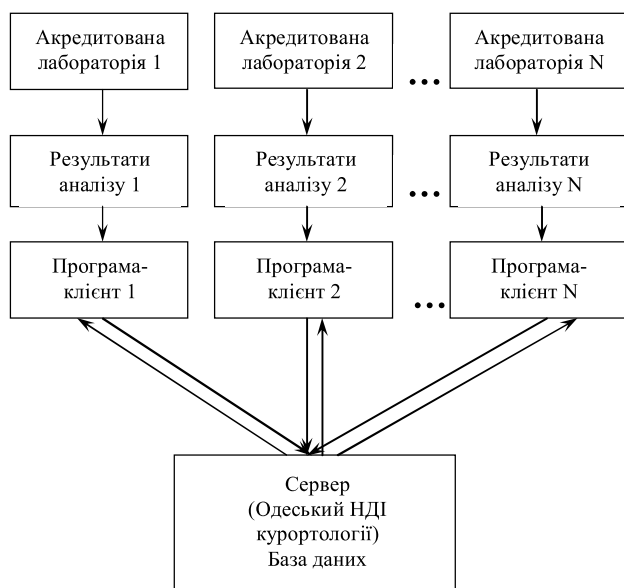 Акредитована
лабораторія 1
Акредитована
лабораторія 2
...
Акредитована
лабораторія N
Результати
аналізу 1
Результати
аналізу 2
...
Результати
аналізу N
Програма-
клієнт 1
Програма-
клієнт 2
...
Програма-
клієнт N
Сервер
(Одеський НДІ
курортології)
База даних